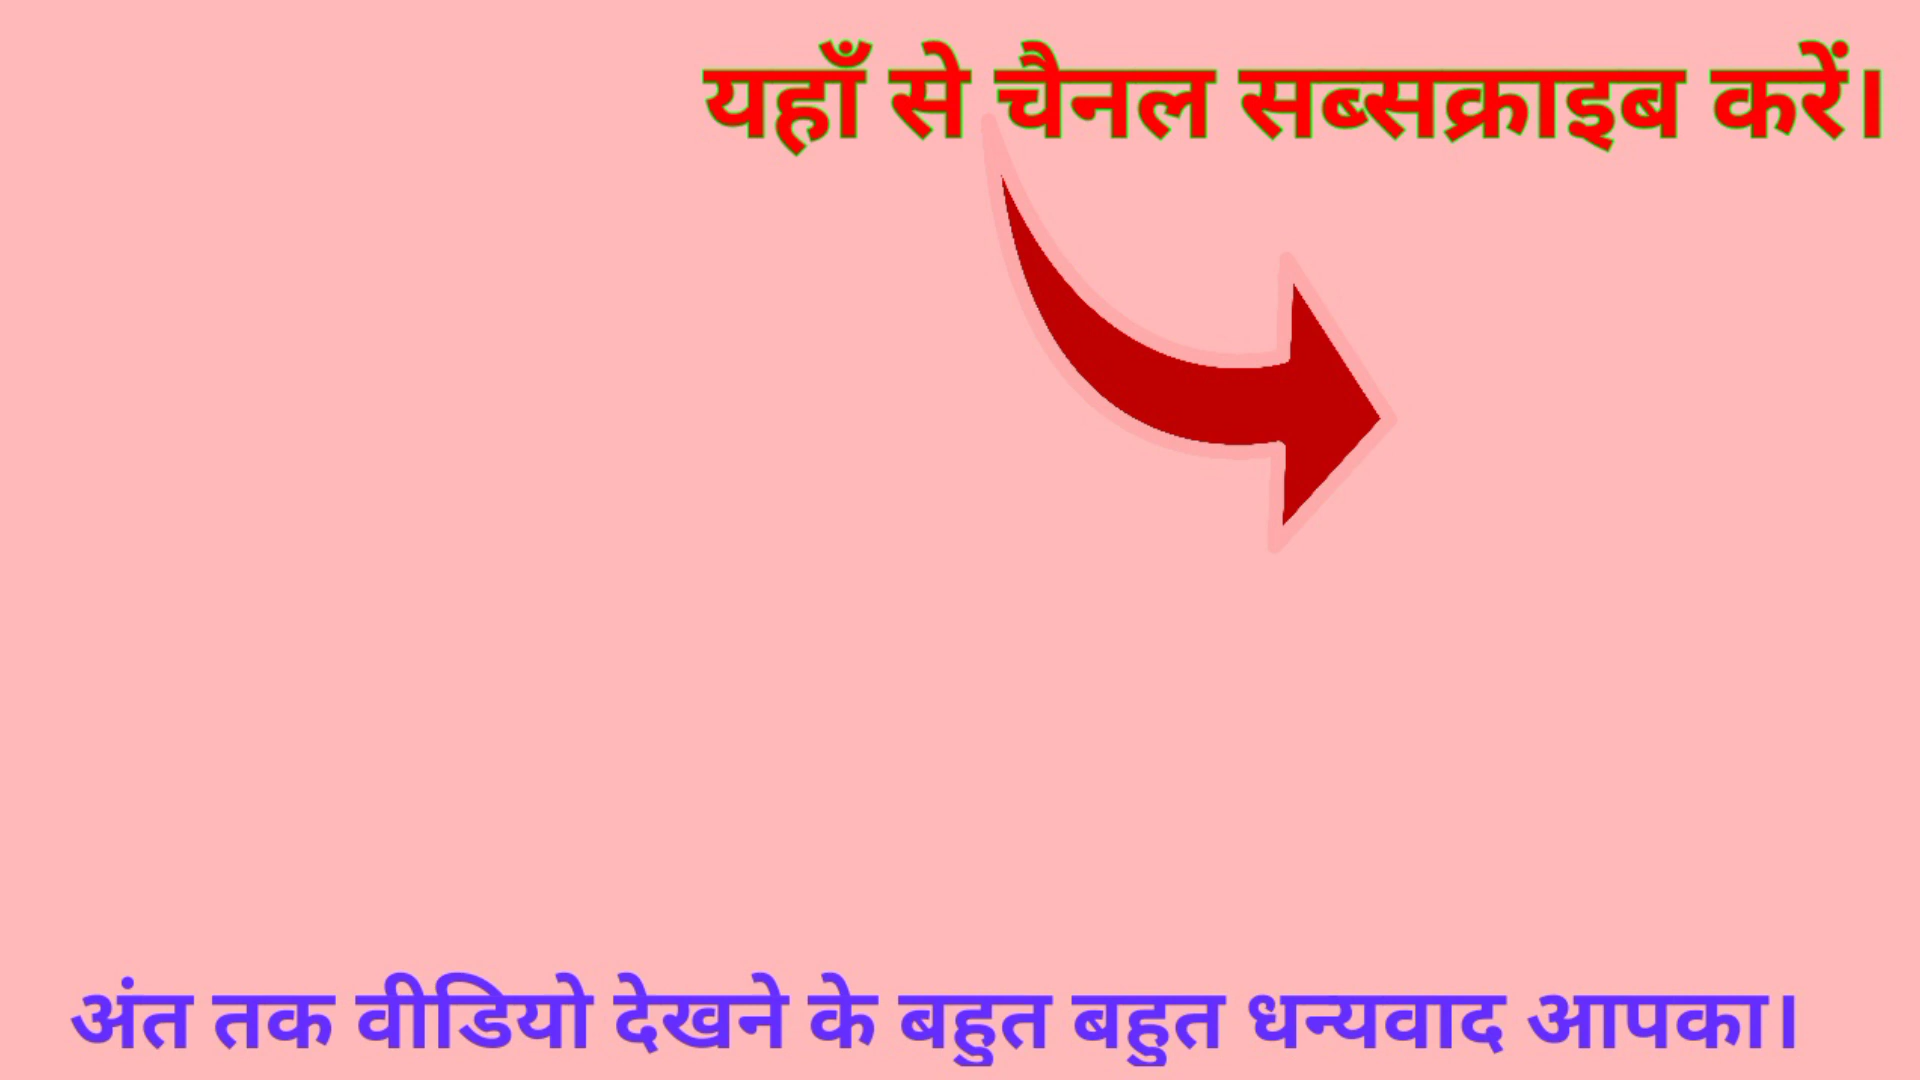 यहाँ से चैनल सब्सक्राइब करें।
अंत तक वीडियो देखने के बहुत बहुत धन्यवाद आपका।